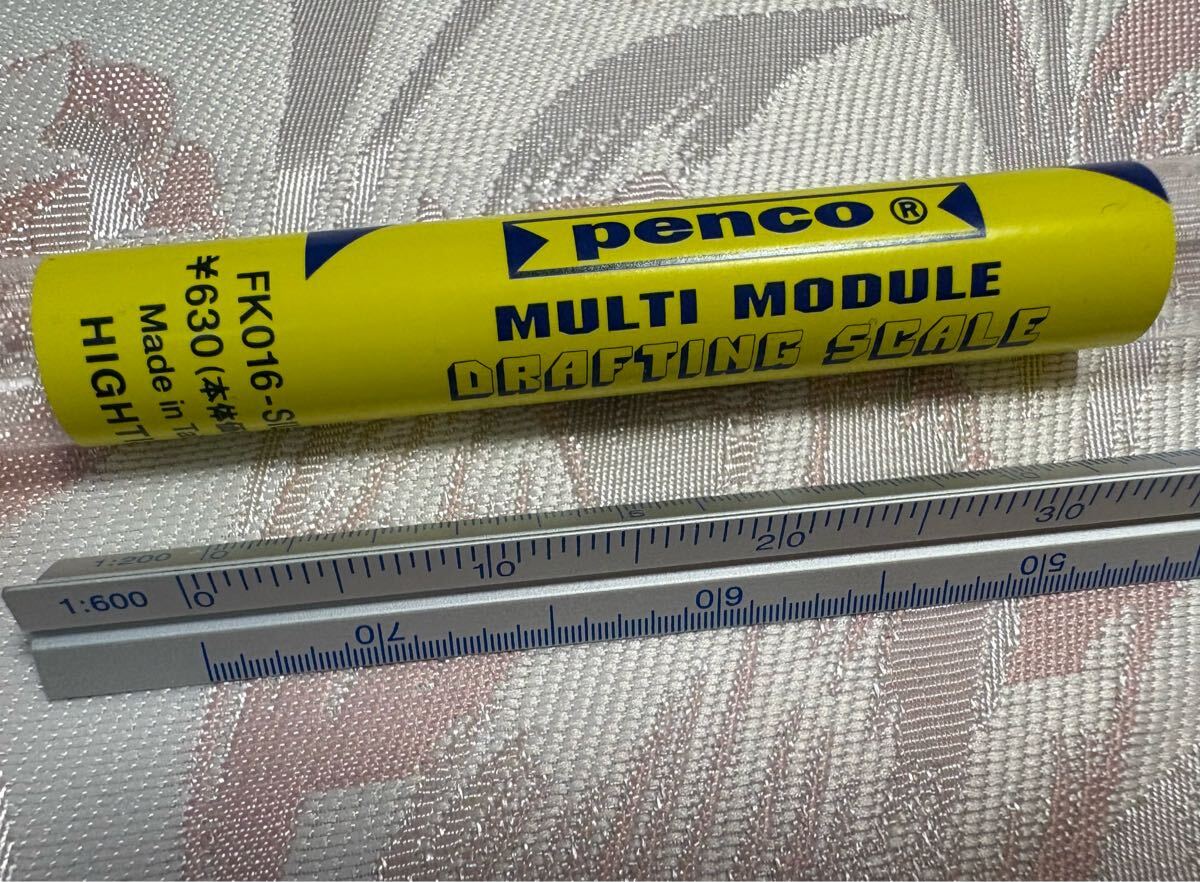 penco®
MULTI MODULE
DRAFTING SCALE
FK016-
¥630(本体
Made in
1:200 0 5
1:600 0 10 20 30
70 60 50